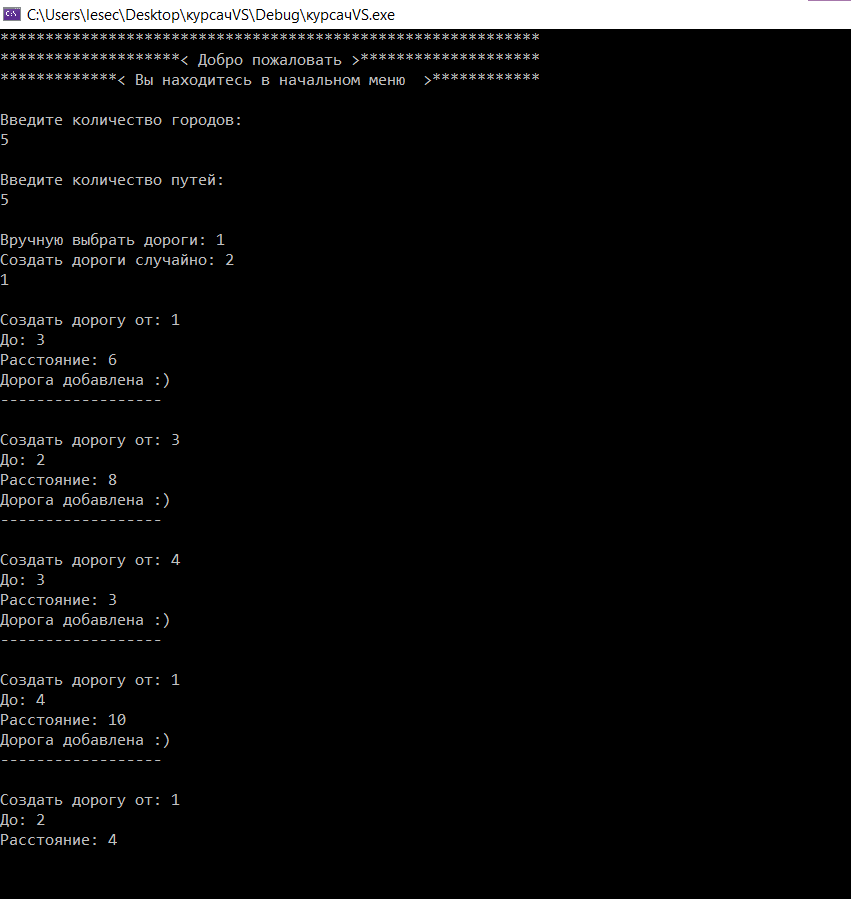 C:\Users\lesec\Desktop\курсачVS\Debug\курсачVS.exe
************************************************************
********************< Добро пожаловать >********************
*************< Вы находитесь в начальном меню  >************
Введите количество городов:
5
Введите количество путей:
5
Вручную выбрать дороги: 1
Создать дороги случайно: 2
1
Создать дорогу от: 1
До: 3
Расстояние: 6
Дорога добавлена :)
------------------
Создать дорогу от: 3
До: 2
Расстояние: 8
Дорога добавлена :)
------------------
Создать дорогу от: 4
До: 3
Расстояние: 3
Дорога добавлена :)
------------------
Создать дорогу от: 1
До: 4
Расстояние: 10
Дорога добавлена :)
------------------
Создать дорогу от: 1
До: 2
Расстояние: 4